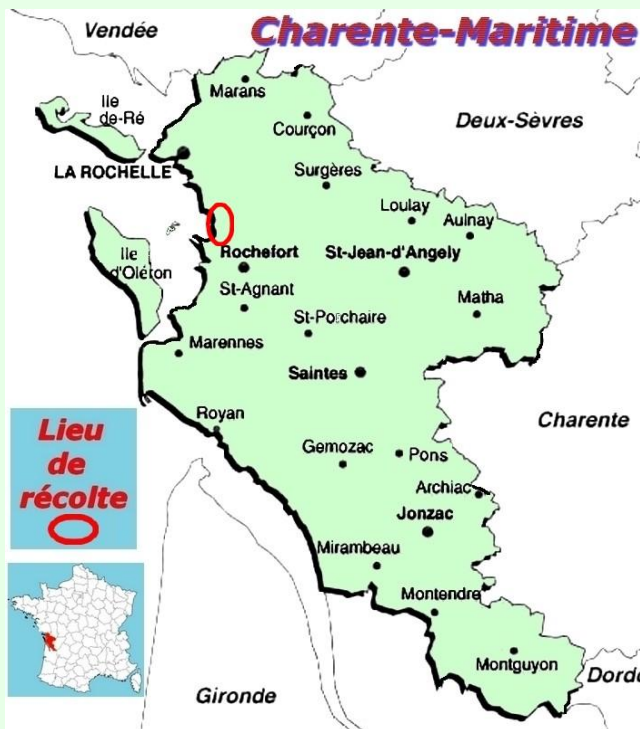 Charente-Maritime
Vendée
Ile
de-Ré
Marans
Courçon
Deux-Sèvres
LA ROCHELLE
Surgères
Loulay
Aulnay
Ile
d'Oléron
Rochefort
St-Jean-d'Angely
St-Agnant
Matha
St-Porchaire
Marennes
Saintes
Royan
Charente
Lieu
de
récolte
Gemozac
Pons
Archiac
Jonzac
Mirambeau
Montendre
Montguyon
Gironde